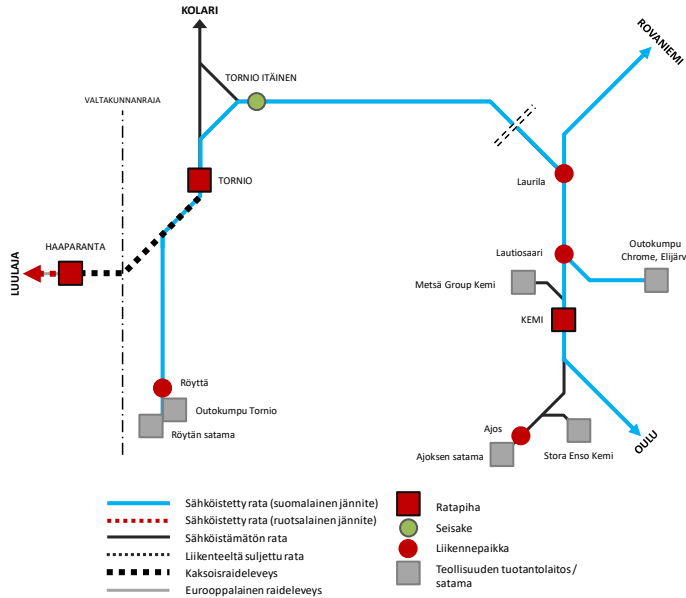 KOLARI
ROVANIEMI
TORNIO ITÄINEN
VALTAKUNNANRAJA
Laurila
TORNIO
HAAPARANTA
LUULAJA
Lautiosaari
Outokumpu
Chrome, Elijärv
Metsä Group Kemi
KEMI
Röyttä
Outokumpu Tornio
Röytän satama
Ajos
Ajoksen satama
Stora Enso Kemi
OULU
Sähköistetty rata (suomalainen jännite)
Sähköistetty rata (ruotsalainen jännite)
Sähköistämätön rata
Liikenteeltä suljettu rata
Kaksoisraideleveys
Eurooppalainen raideleveys
Ratapiha
Seisake
Liikennepaikka
Teollisuuden tuotantolaitos/
satama